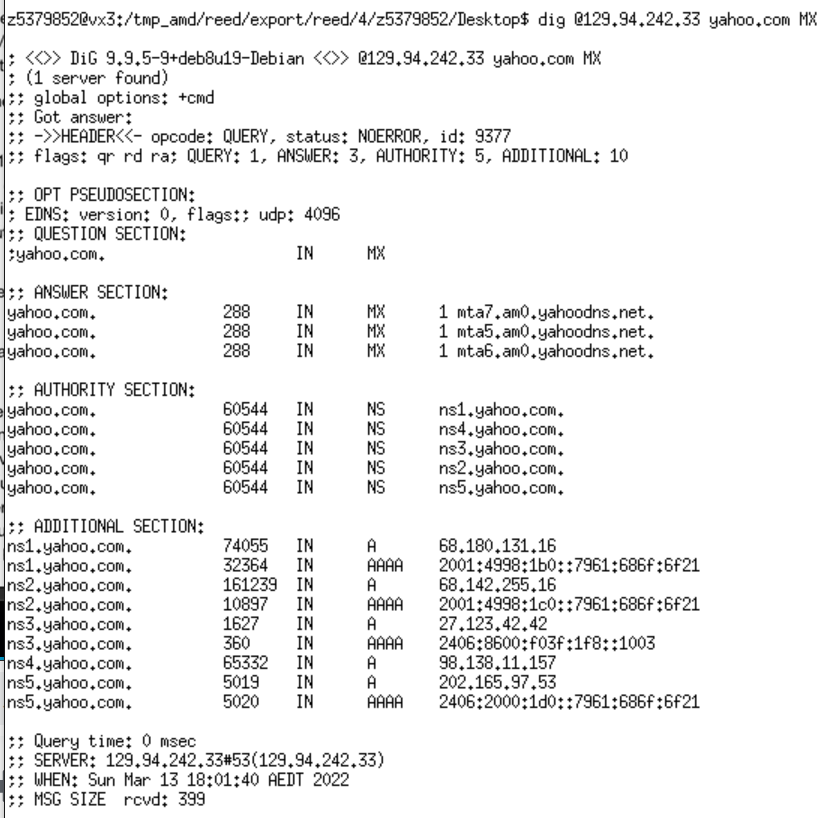 z5379852@vx3:/tmp_amd/reed/export/reed/4/z5379852/Desktop$ dig @129.94.242.33 yahoo.com MX
; <<>> DiG 9.9.5-9+deb8u19-Debian <<>> @129.94.242.33 yahoo.com MX
; (1 server found)
;; global options: +cmd
;; Got answer:
;; ->>HEADER<<- opcode: QUERY, status: NOERROR, id: 9377
;; flags: qr rd ra; QUERY: 1, ANSWER: 3, AUTHORITY: 5, ADDITIONAL: 10
;; OPT PSEUDOSECTION:
; EDNS: version: 0, flags:; udp: 4096
;; QUESTION SECTION:
;yahoo.com. IN MX
;; ANSWER SECTION:
yahoo.com. 288 IN MX 1 mta7.am0.yahoodns.net.
yahoo.com. 288 IN MX 1 mta5.am0.yahoodns.net.
yahoo.com. 288 IN MX 1 mta6.am0.yahoodns.net.
;; AUTHORITY SECTION:
yahoo.com. 60544 IN NS ns1.yahoo.com.
yahoo.com. 60544 IN NS ns4.yahoo.com.
yahoo.com. 60544 IN NS ns3.yahoo.com.
yahoo.com. 60544 IN NS ns2.yahoo.com.
yahoo.com. 60544 IN NS ns5.yahoo.com.
;; ADDITIONAL SECTION:
ns1.yahoo.com. 74055 IN A 68.180.131.16
ns1.yahoo.com. 32364 IN AAAA 2001:4998:1b0::7961:686f:6f21
ns2.yahoo.com. 161239 IN A 68.142.255.16
ns2.yahoo.com. 10897 IN AAAA 2001:4998:1c0::7961:686f:6f21
ns3.yahoo.com. 1627 IN A 27.123.42.42
ns3.yahoo.com. 360 IN AAAA 2406:8600:f03f:1f8::1003
ns4.yahoo.com. 65332 IN A 98.138.11.157
ns5.yahoo.com. 5019 IN A 202.165.97.53
ns5.yahoo.com. 5020 IN AAAA 2406:2000:1d0::7961:686f:6f21
;; Query time: 0 msec
;; SERVER: 129.94.242.33#53(129.94.242.33)
;; WHEN: Sun Mar 13 18:01:40 AEDT 2022
;; MSG SIZE rcvd: 399